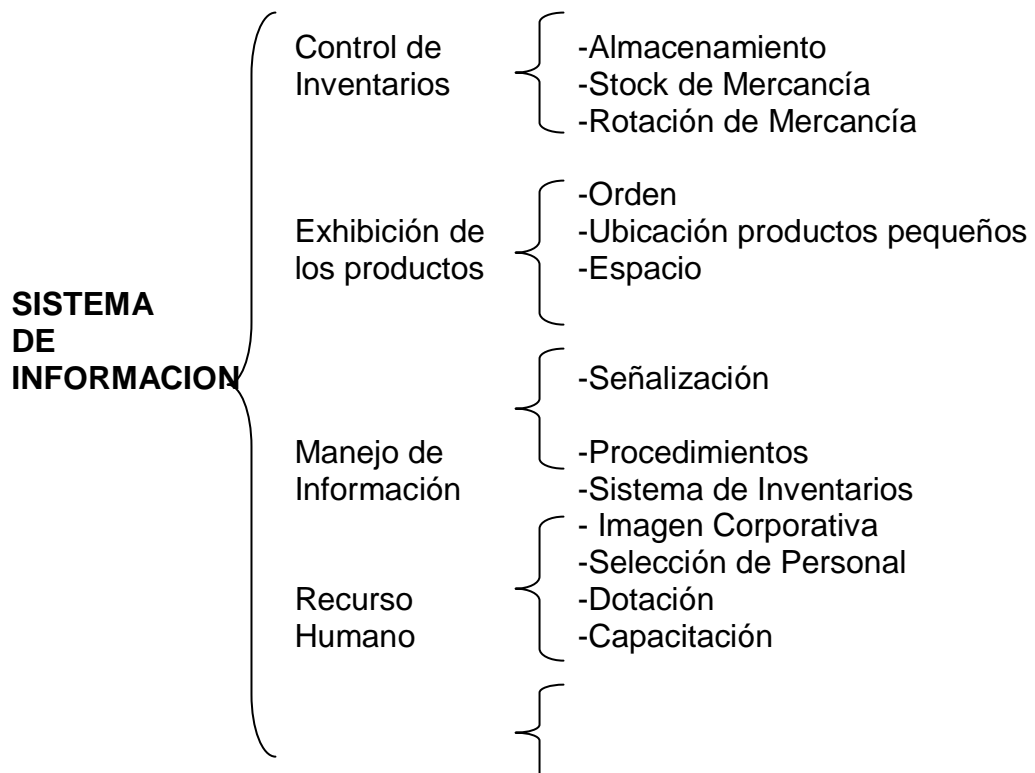 Control de
Inventarios
-Almacenamiento
-Stock de Mercancía
-Rotación de Mercancía
Exhibición de
los productos
-Orden
-Ubicación productos pequeños
-Espacio
SISTEMA
DE
INFORMACION
-Señalización
Manejo de
Información
-Procedimientos
-Sistema de Inventarios
- Imagen Corporativa
Recurso
Humano
-Selección de Personal
-Dotación
-Capacitación